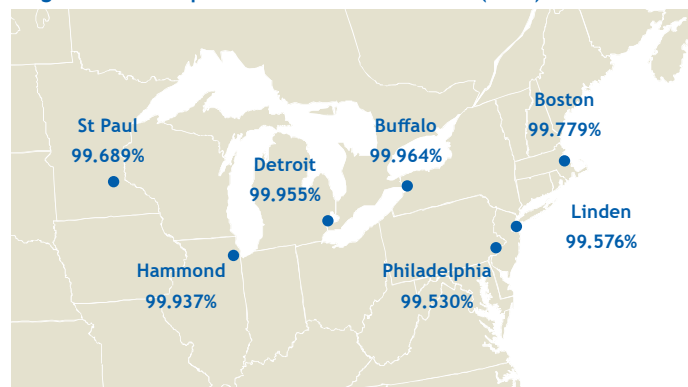 Boston
99.779%
St Paul
99.689%
Buffalo
99.964%
Detroit
99.955%
Linden
99.576%
Hammond
99.937%
Philadelphia
99.530%